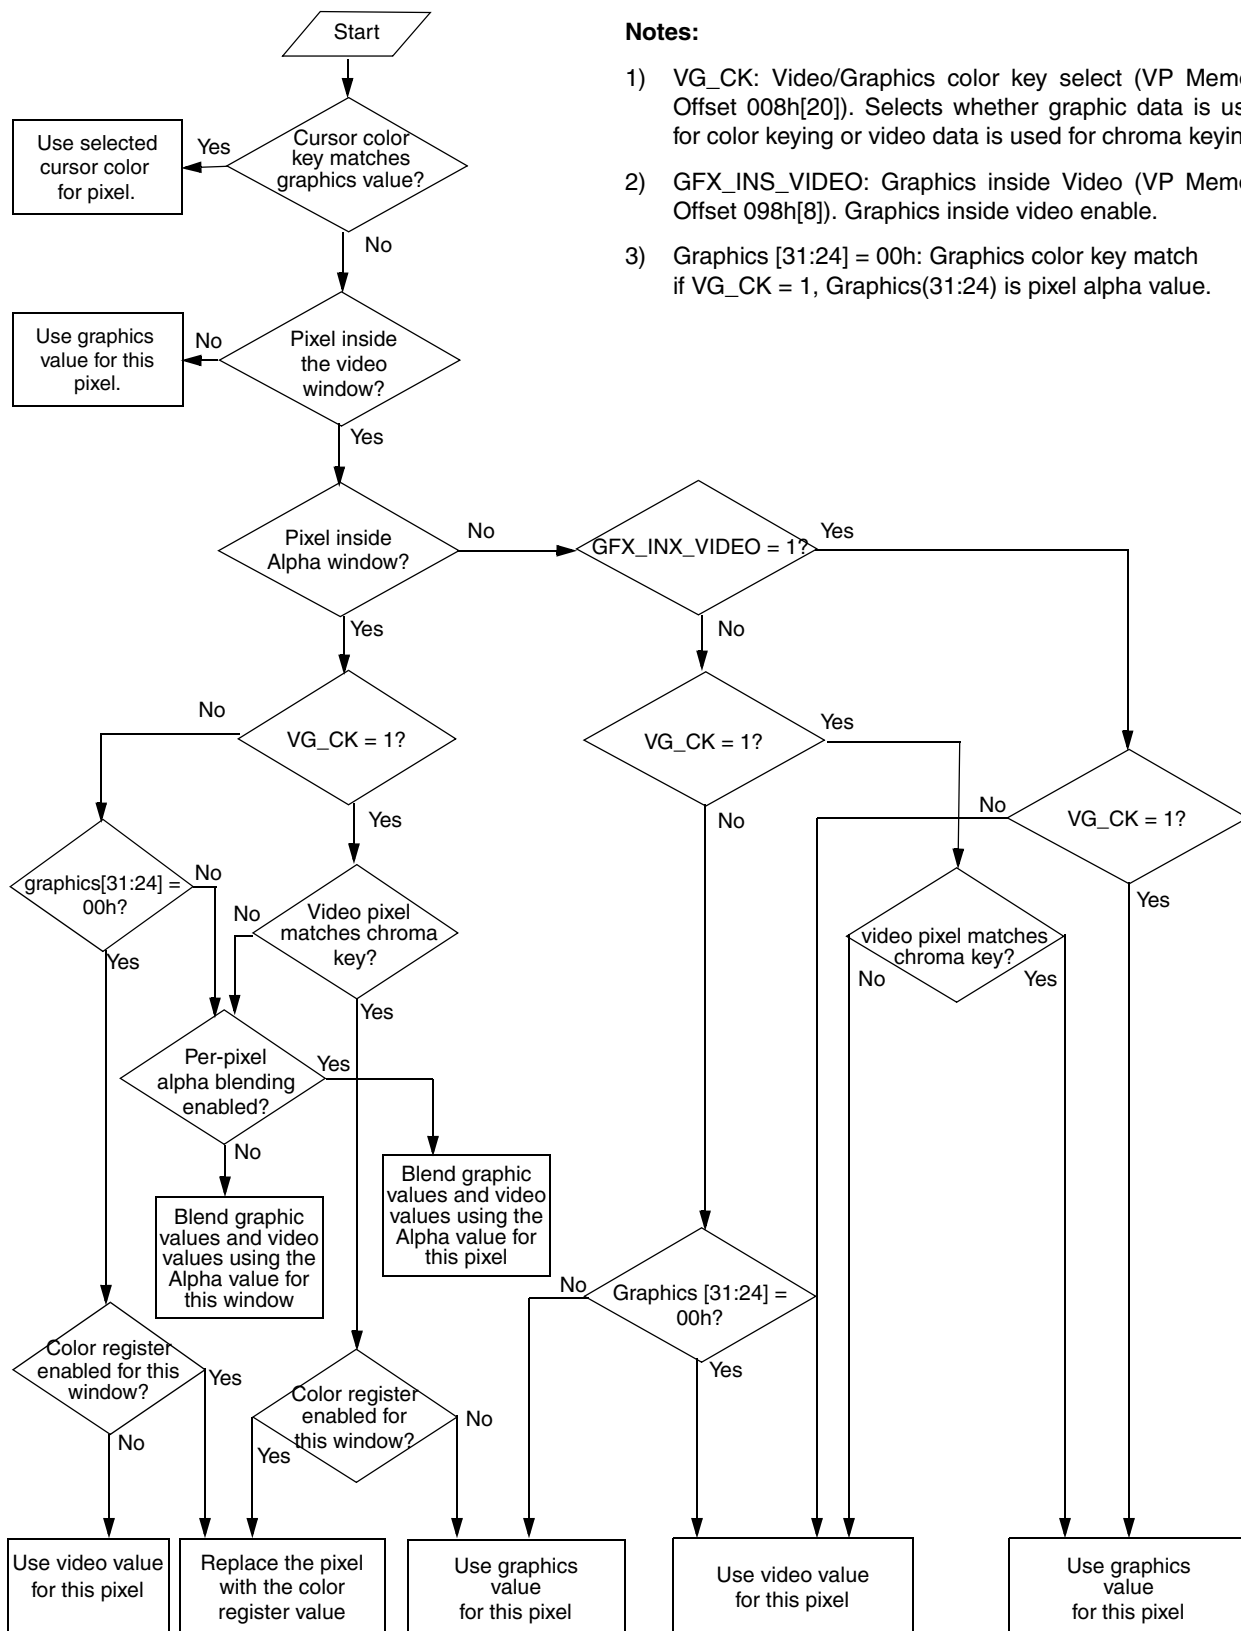 Start
Notes:
1) VG_CK: Video/Graphics color key select (VP Mem
Offset 008h[20]). Selects whether graphic data is us
for color keying or video data is used for chroma keyin
2) GFX_INS_VIDEO: Graphics inside Video (VP Mem
Offset 098h[8]). Graphics inside video enable.
3) Graphics [31:24] = 00h: Graphics color key match
if VG_CK = 1, Graphics(31:24) is pixel alpha value.
Cursor color
key matches
graphics value?
Yes
Use selected
cursor color
for pixel.
No
Pixel inside
the video
window?
No
Use graphics
value for this
pixel.
Yes
Pixel inside
Alpha window?
No
GFX_INX_VIDEO = 1?
Yes
Yes
No
VG_CK = 1?
No
Yes
VG_CK = 1?
Yes
No
VG_CK = 1?
No
Yes
graphics[31:24] =
00h?
No
Yes
Video pixel
matches chroma
key?
No
Yes
video pixel matches
chroma key?
No
Yes
Per-pixel
alpha blending
enabled?
Yes
No
Blend graphic
values and video
values using the
Alpha value for
this pixel
Blend graphic
values and video
values using the
Alpha value for
this window
Graphics [31:24] =
00h?
No
Yes
Color register
enabled for this
window?
Yes
No
Color register
enabled for
this window?
No
Yes
Use video value
for this pixel
Replace the pixel
with the color
register value
Use graphics
value
for this pixel
Use video value
for this pixel
Use graphics
value
for this pixel